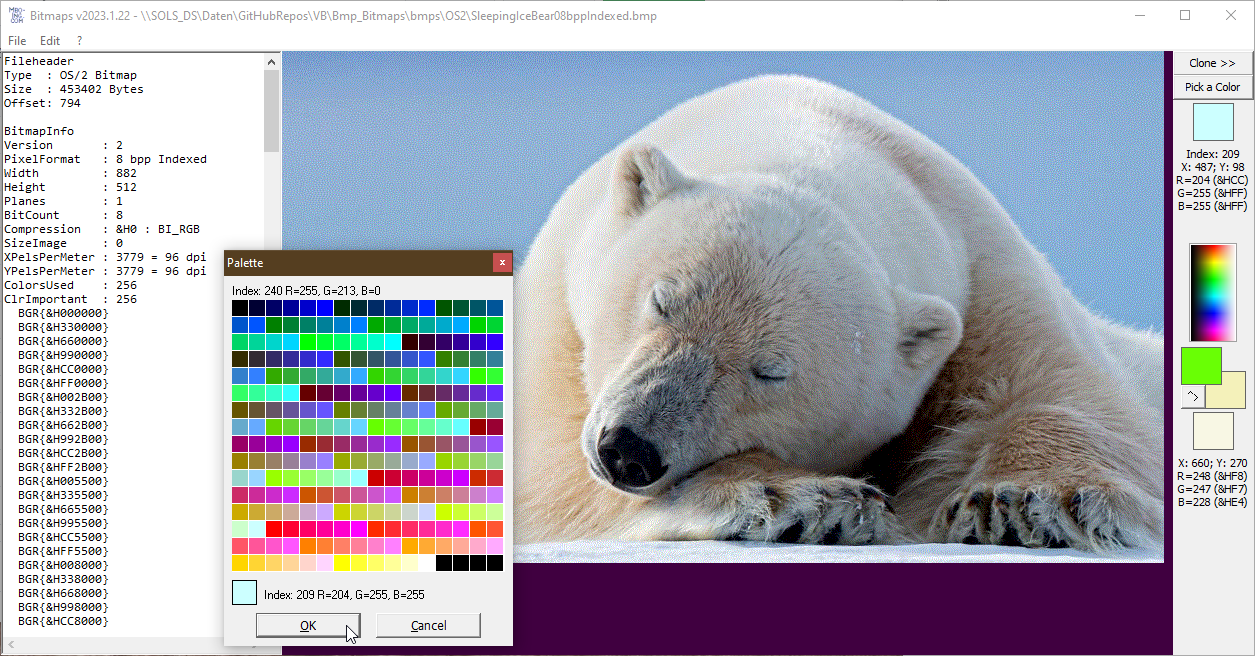 Bitmaps v2023.1.22 - \\SOLS_DS\Daten\GitHubRepos\VB\Bmp_Bitmaps\bmps\OS2\SleepingIceBear08bppIndexed.bmp
File Edit ?
Fileheader
Type : OS/2 Bitmap
Size : 453402 Bytes
Offset: 794
BitmapInfo
Version : 2
PixelFormat : 8 bpp Indexed
Width : 882
Height : 512
Planes : 1
BitCount : 8
Compression : &H0 : BI_RGB
SizeImage : 0
XPelsPerMeter : 3779 = 96 dpi
YPelsPerMeter : 3779 = 96 dpi
ColorsUsed : 256
ClrImportant : 256
BGR{&H000000}
BGR{&H330000}
BGR{&H660000}
BGR{&H990000}
BGR{&HCC0000}
BGR{&HFF0000}
BGR{&H002B00}
BGR{&H332B00}
BGR{&H662B00}
BGR{&H992B00}
BGR{&HCC2B00}
BGR{&HFF2B00}
BGR{&H005500}
BGR{&H335500}
BGR{&H665500}
BGR{&H995500}
BGR{&HCC5500}
BGR{&HFF5500}
BGR{&H008000}
BGR{&H338000}
BGR{&H668000}
BGR{&H998000}
BGR{&HCC8000}
Palette
Index: 240 R=255, G=213, B=0
Index: 209 R=204, G=255, B=255
OK
Cancel
Clone >>
Pick a Color
Index: 209
X: 487; Y: 98
R=204 (&HCC)
G=255 (&HFF)
B=255 (&HFF)
^>
X: 660; Y: 270
R=248 (&HF8)
G=247 (&HF7)
B=228 (&HE4)